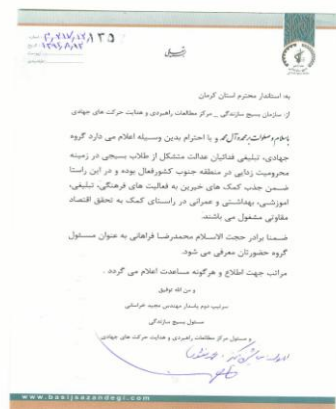 ۱۳۵
به: استاندار محترم استان کرمان
از: سازمان بسیج سازندگی _ مرکز مطالعات راهبردی و هدایت حرکت های جهادی
با سلام و صلوات بر محمد و آل محمد و با احترام بدین وسیله اعلام می دارد گروه
جهادی، تبلیغی فدائیان عدالت متشکل از طلاب بسیجی در زمینه
محرومیت زدایی در منطقه جنوب کشورفعال بوده و در این راستا
ضمن جذب کمک های خیرین به فعالیت های فرهنگی، تبلیغی،
اموزشی، بهداشتی و عمرانی در راستای کمک به تحقق اقتصاد
مقاوتی مشغول می باشند.
ضمنا برادر حجت الاسلام محمدرضا فراهانی به عنوان مسئول
گروه حضورتان معرفی می شود.
مراتب جهت اطلاع و هرگونه مساعدت اعلام می گردد .
و من الله توفیق
سرتیپ دوم پاسدار مهندس مجید خراسانی
مسئول بسیج سازندگی
و مسئول مرکز مطالعات راهبردی و هدایت حرکت های جهادی
www.basijsazandegi.com